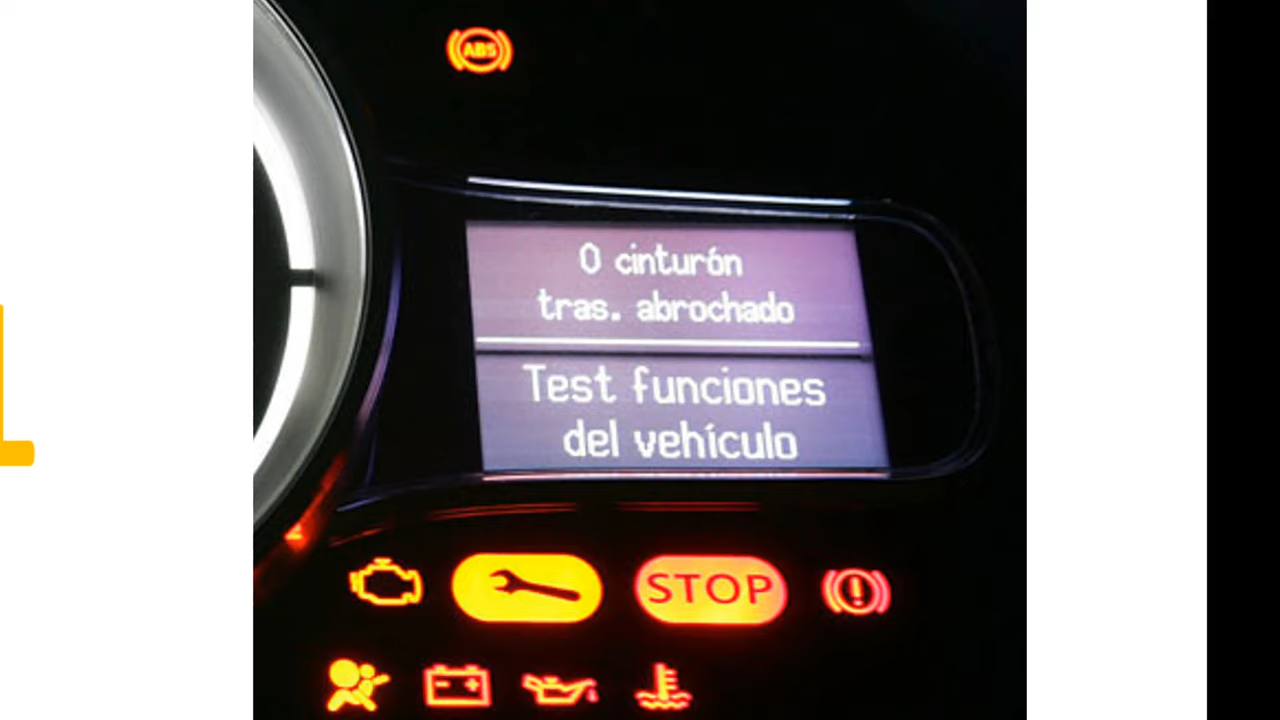 ABS
0 cinturón
tras. abrochado
Test funciones
del vehículo
STOP